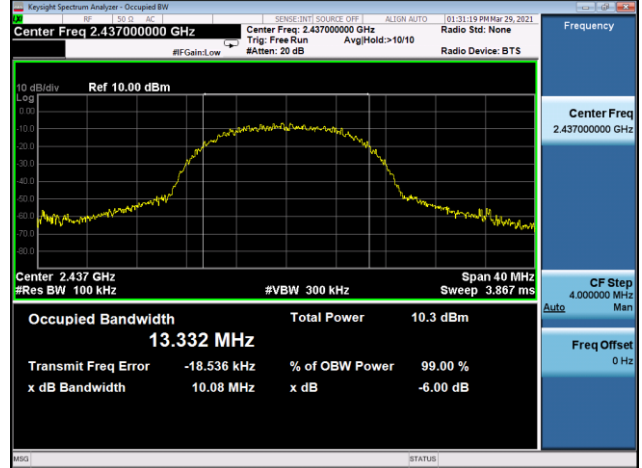 Keysight Spectrum Analyzer - Occupied BW
RF 50 Ω AC SENSE:INT SOURCE OFF ALIGN AUTO 01:31:19 PM Mar 29, 2021
Center Freq 2.437000000 GHz
Center Freq: 2.437000000 GHz Radio Std: None
Trig: Free Run Avg|Hold:>10/10
#IFGain:Low #Atten: 20 dB Radio Device: BTS
10 dB/div Ref 10.00 dBm
Log
0.00
-10.0
-20.0
-30.0
-40.0
-50.0
-60.0
-70.0
-80.0
Center 2.437 GHz Span 40 MHz
#Res BW 100 kHz #VBW 300 kHz Sweep 3.867 ms
Occupied Bandwidth Total Power 10.3 dBm
13.332 MHz
Transmit Freq Error -18.536 kHz % of OBW Power 99.00 %
x dB Bandwidth 10.08 MHz x dB -6.00 dB
MSG STATUS
Frequency
Center Freq
2.437000000 GHz
CF Step
4.000000 MHz
Auto Man
Freq Offset
0 Hz